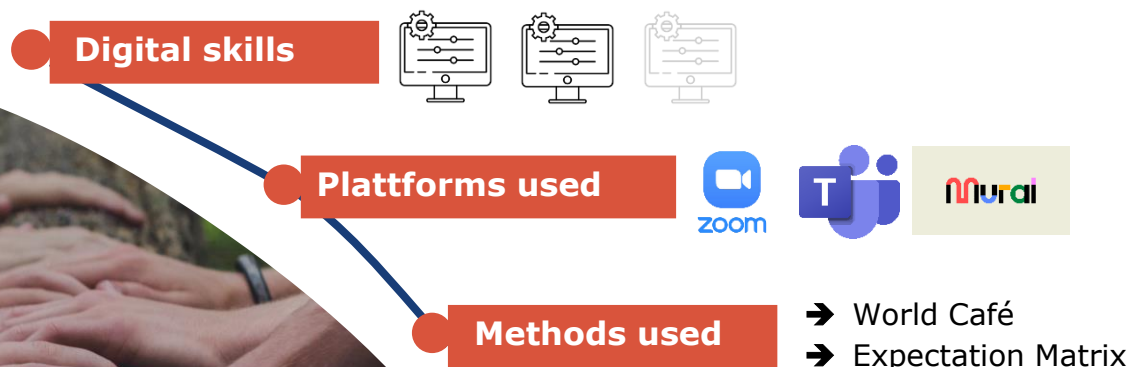 Digital skills
Plattforms used
zoom
T
Mural
Methods used
➔ World Café
➔ Expectation Matrix